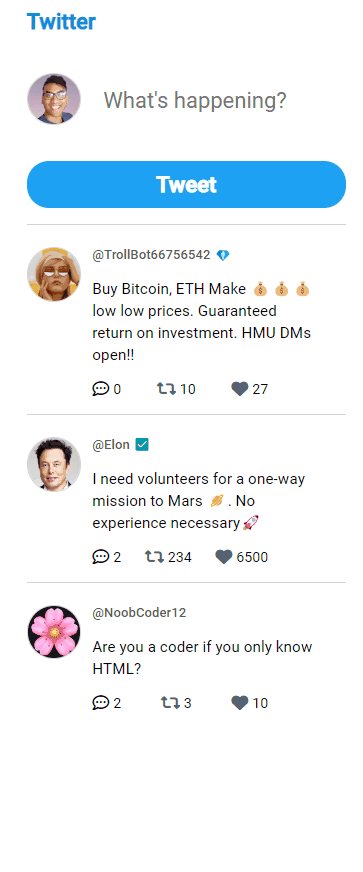 Twitter
What's happening?
Tweet
@TrollBot66756542
Buy Bitcoin, ETH Make 💰 💰 💰
low low prices. Guaranteed
return on investment. HMU DMs
open!!
0 10 27
@Elon
I need volunteers for a one-way
mission to Mars 🪐 . No
experience necessary🚀
2 234 6500
@NoobCoder12
Are you a coder if you only know
HTML?
2 3 10